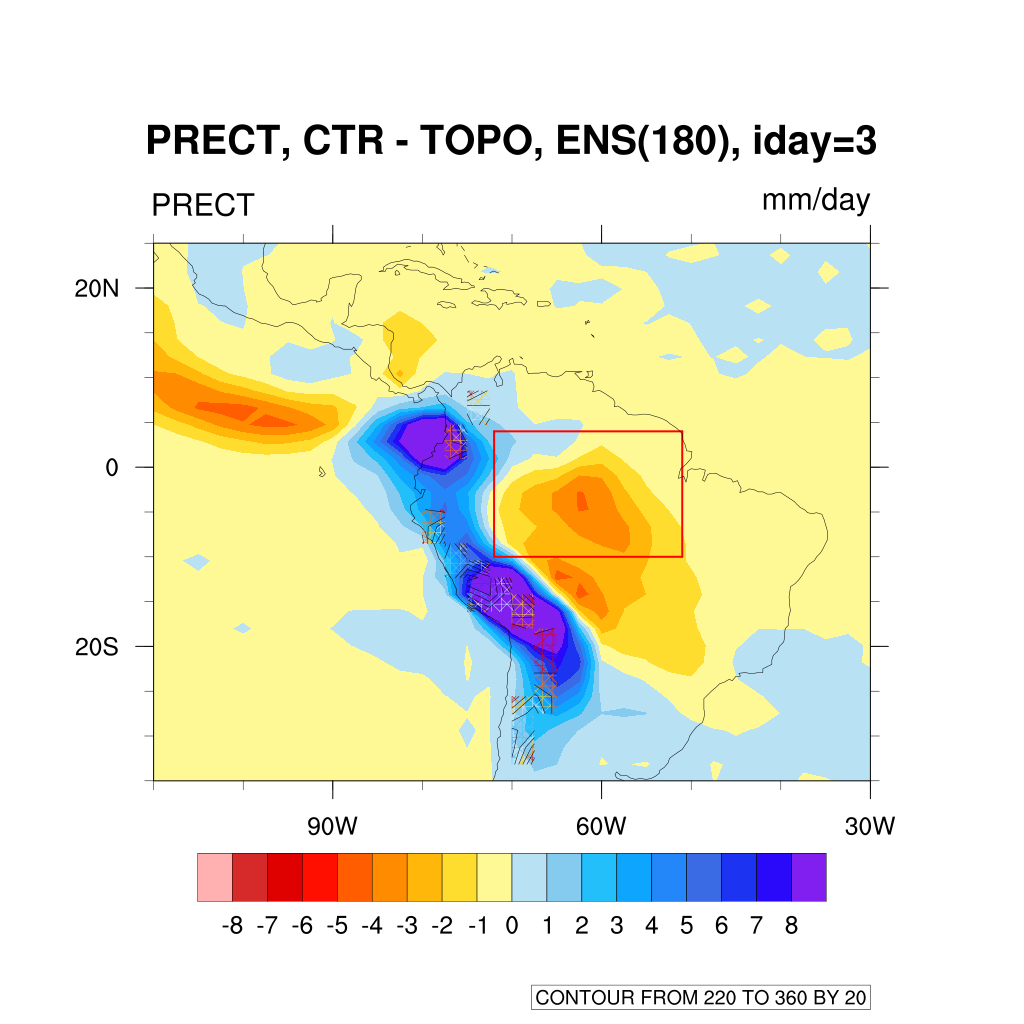 PRECT, CTR - TOPO, ENS(180), iday=3
PRECT mm/day
20N
0
20S
90W 60W 30W
-8 -7 -6 -5 -4 -3 -2 -1 0 1 2 3 4 5 6 7 8
CONTOUR FROM 220 TO 360 BY 20